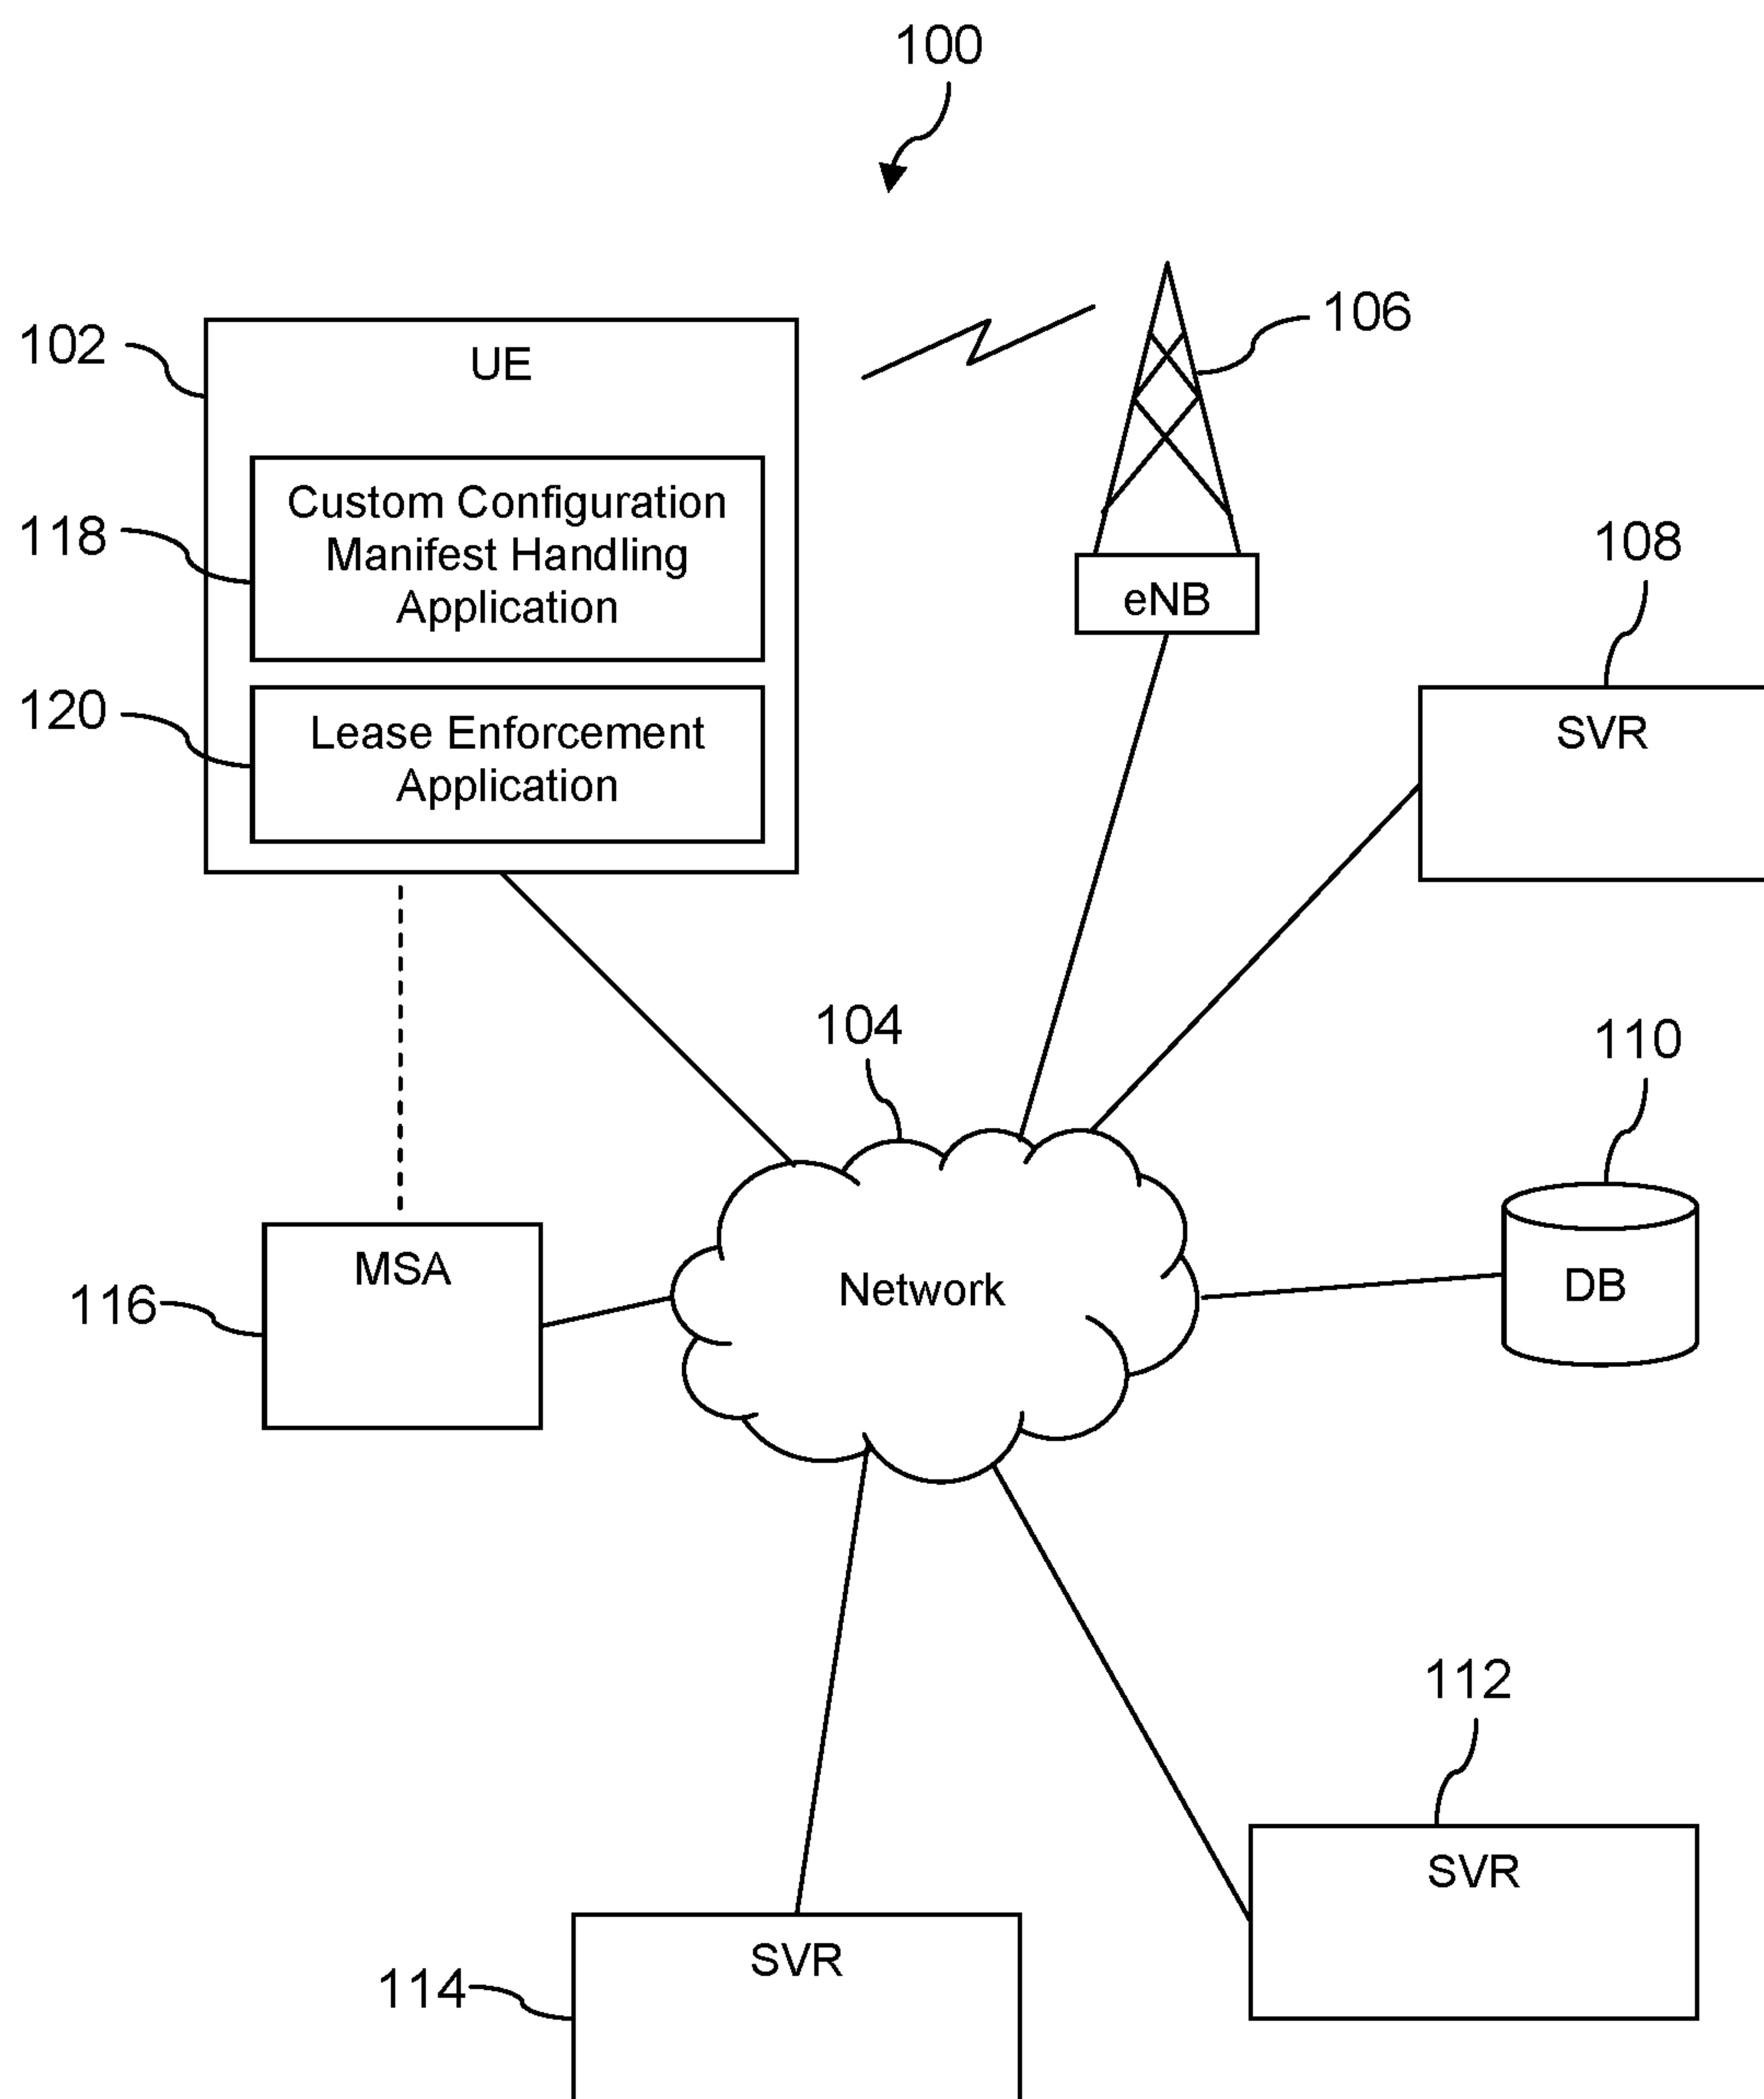 100
106
102
UE
Custom Configuration
Manifest Handling
Application
118
108
eNB
120
Lease Enforcement
Application
SVR
104
110
MSA
116
Network
DB
112
SVR
SVR
114